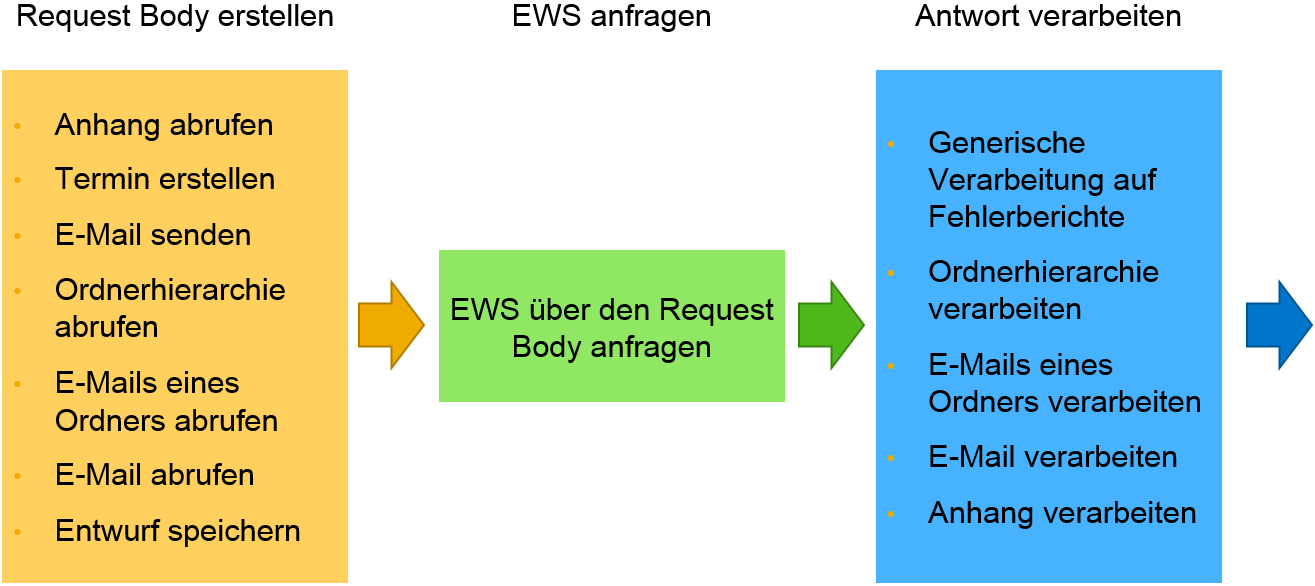 Request Body erstellen
EWS anfragen
Antwort verarbeiten
• Anhang abrufen
• Termin erstellen
• E-Mail senden
• Ordnerhierarchie
abrufen
• E-Mails eines
Ordners abrufen
• E-Mail abrufen
• Entwurf speichern
EWS über den Request
Body anfragen
• Generische
Verarbeitung auf
Fehlerberichte
• Ordnerhierarchie
verarbeiten
• E-Mails eines
Ordners verarbeiten
• E-Mail verarbeiten
• Anhang verarbeiten